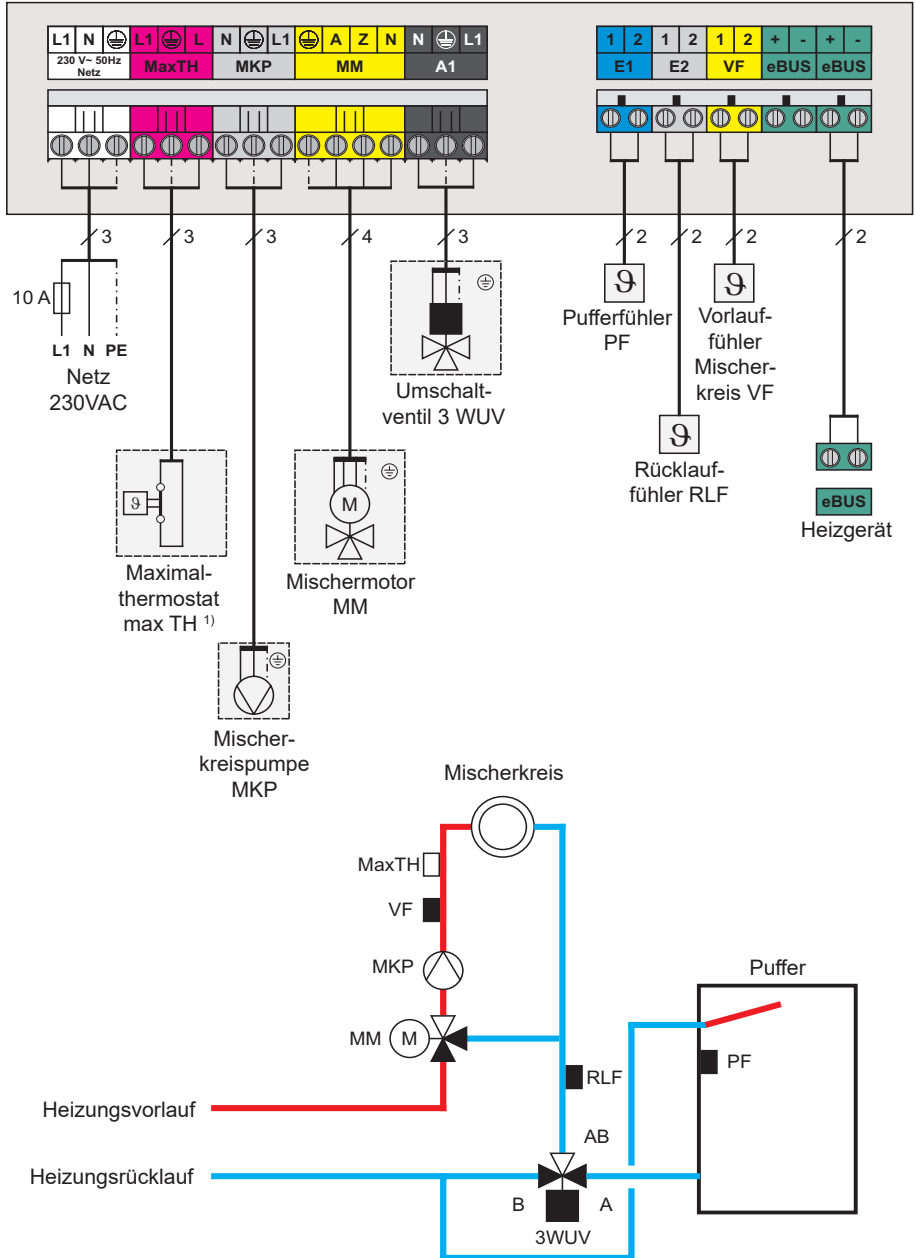 L1 N L1 L N L1 A Z N N L1
230 V~ 50Hz
Netz
MaxTH MKP MM A1
1 2 1 2 1 2 + - + -
E1 E2 VF eBUS eBUS
3 3 3 4 3 2 2 2 2
10 A
L1 N PE
Netz
230VAC
ϑ
Maximal-
thermostat
max TH 1)
Mischer-
kreispumpe
MKP
M
Mischermotor
MM
Umschalt-
ventil 3 WUV
ϑ
Pufferfühler
PF
ϑ
Rücklauf-
fühler RLF
ϑ
Vorlauf-
fühler
Mischer-
kreis VF
eBUS
Heizgerät
Mischerkreis
MaxTH
VF
MKP
Puffer
MM M
PF
RLF
Heizungsvorlauf
AB
Heizungsrücklauf
B A
3WUV